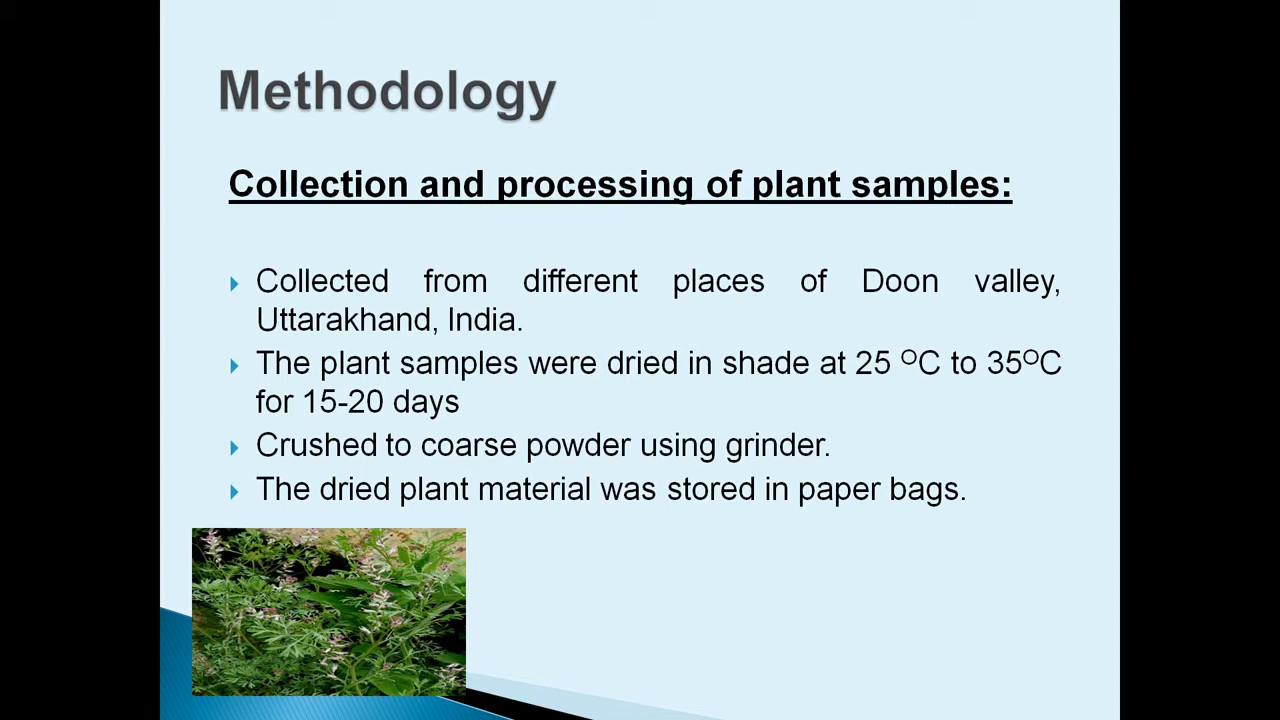 Methodology
Collection and processing of plant samples:
Collected from different places of Doon valley,
Uttarakhand, India.
The plant samples were dried in shade at 25 ᴼC to 35ᴼC
for 15-20 days
Crushed to coarse powder using grinder.
The dried plant material was stored in paper bags.